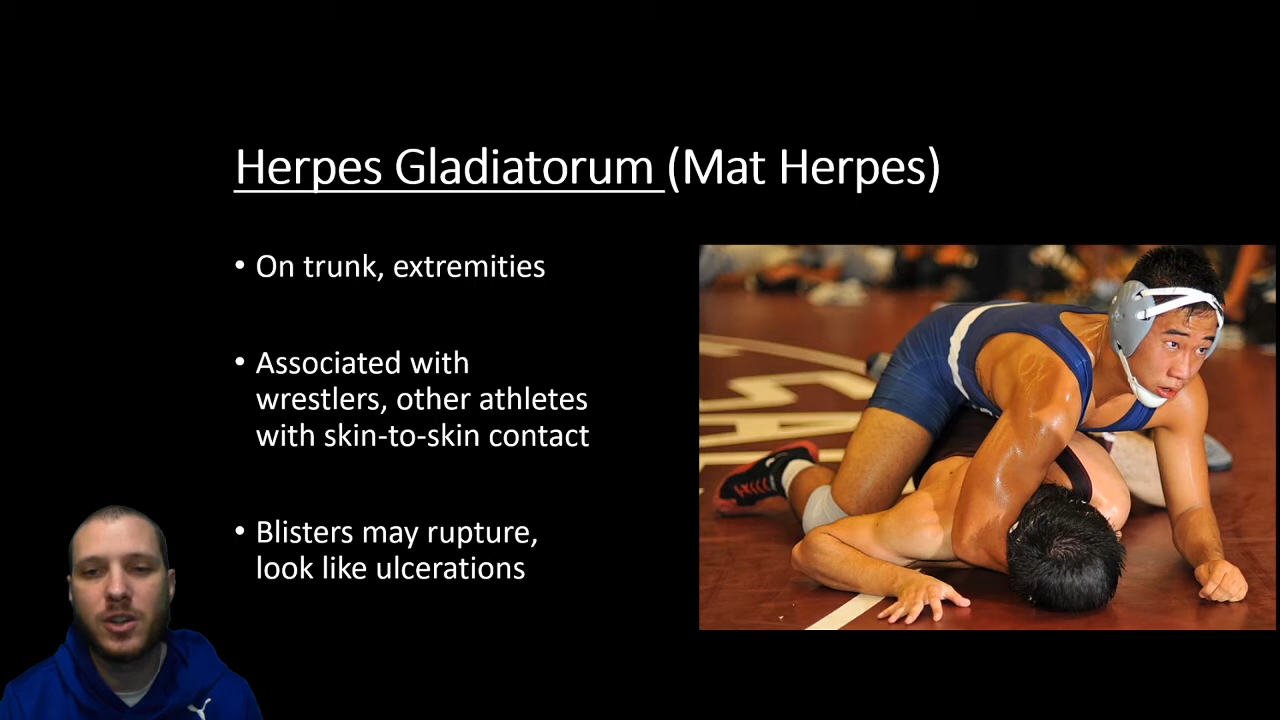 Herpes Gladiatorum (Mat Herpes)
• On trunk, extremities
• Associated with
wrestlers, other athletes
with skin-to-skin contact
• Blisters may rupture,
look like ulcerations